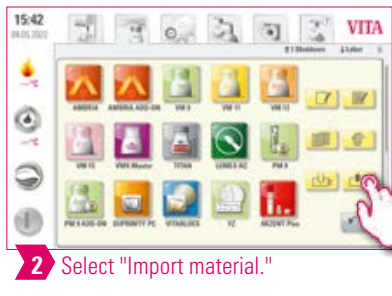 15:42
09.05.2022
VITA
AMBRIA AMBRIA ADD-ON VM 9 VM 11 VM 13
VM 15 VMK Master TITAN LUMEX AC PM 9
PM 9 ADD-ON SUPRINITY PC VITABLOCS YZ AKZENT Plus
2 Select "Import material."